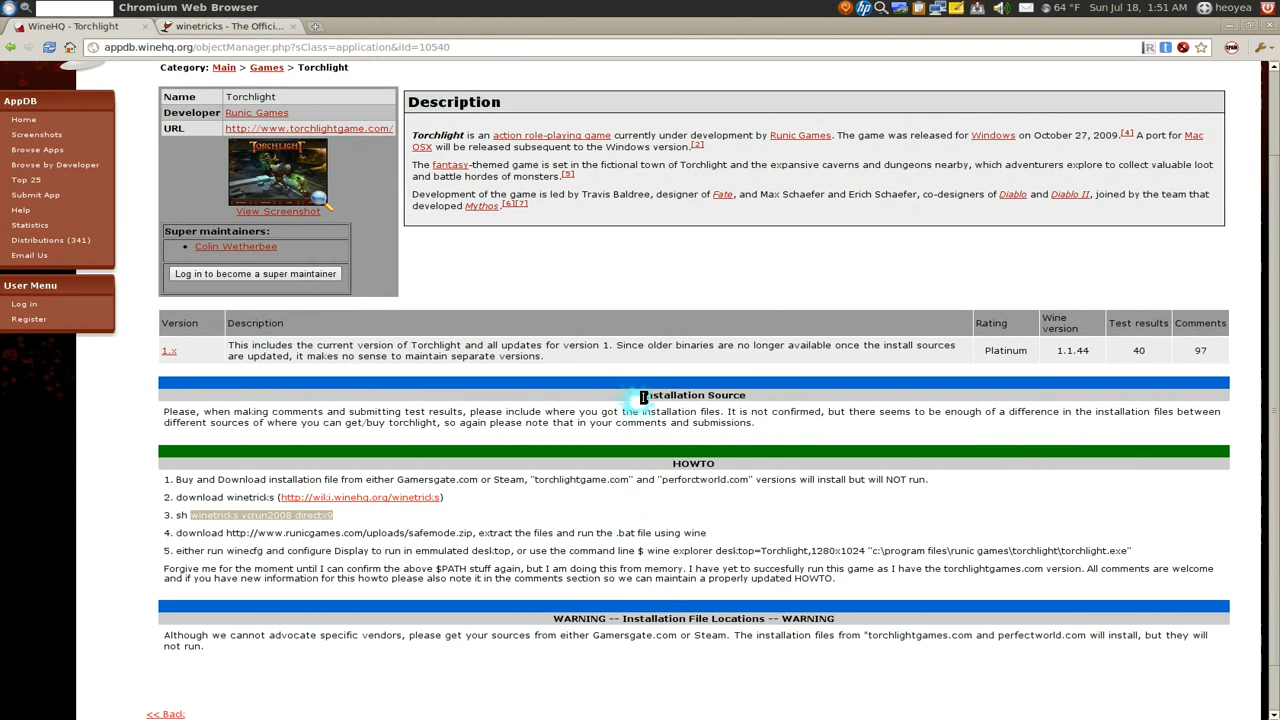 Chromium Web Browser
64 °F Sun Jul 18, 1:51 AM heoyea
WineHQ - Torchlight
winetricks - The Offici...
appdb.winehq.org/objectManager.php?sClass=application&iId=10540
Category: Main > Games > Torchlight
AppDB
Home
Screenshots
Browse Apps
Browse by Developer
Top 25
Submit App
Help
Statistics
Distributions (341)
Email Us
User Menu
Log in
Register
Name Torchlight
Developer Runic Games
URL http://www.torchlightgame.com/
TORCHLIGHT
View Screenshot
Super maintainers:
Colin Wetherbee
Log in to become a super maintainer
Description
Torchlight is an action role-playing game currently under development by Runic Games. The game was released for Windows on October 27, 2009.[4] A port for Mac
OSX will be released subsequent to the Windows version.[2]
The fantasy-themed game is set in the fictional town of Torchlight and the expansive caverns and dungeons nearby, which adventurers explore to collect valuable loot
and battle hordes of monsters.[5]
Development of the game is led by Travis Baldree, designer of Fate, and Max Schaefer and Erich Schaefer, co-designers of Diablo and Diablo II, joined by the team that
developed Mythos.[6][7]
Version Description Rating Wine version Test results Comments
1.x This includes the current version of Torchlight and all updates for version 1. Since older binaries are no longer available once the install sources
are updated, it makes no sense to maintain separate versions. Platinum 1.1.44 40 97
Installation Source
Please, when making comments and submitting test results, please include where you got the installation files. It is not confirmed, but there seems to be enough of a difference in the installation files between
different sources of where you can get/buy torchlight, so again please note that in your comments and submissions.
HOWTO
1. Buy and Download installation file from either Gamersgate.com or Steam, "torchlightgame.com" and "perforctworld.com" versions will install but will NOT run.
2. download winetricks (http://wiki.winehq.org/winetricks)
3. sh winetricks vcrun2008 directx9
4. download http://www.runicgames.com/uploads/safemode.zip, extract the files and run the .bat file using wine
5. either run winecfg and configure Display to run in emmulated desktop, or use the command line $ wine explorer desktop=Torchlight,1280x1024 "c:\program files\runic games\torchlight\torchlight.exe"
Forgive me for the moment until I can confirm the above $PATH stuff again, but I am doing this from memory. I have yet to succesfully run this game as I have the torchlightgames.com version. All comments are welcome
and if you have new information for this howto please also note it in the comments section so we can maintain a properly updated HOWTO.
WARNING -- Installation File Locations -- WARNING
Although we cannot advocate specific vendors, please get your sources from either Gamersgate.com or Steam. The installation files from "torchlightgames.com and perfectworld.com will install, but they will
not run.
<< Back